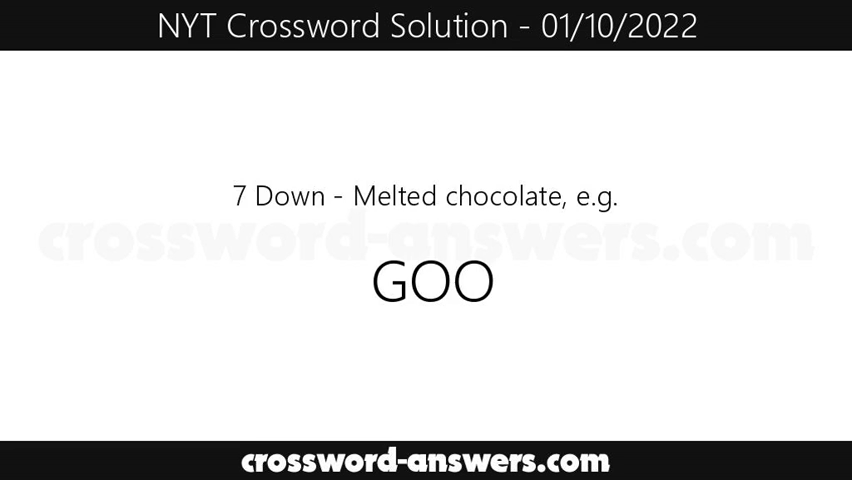 NYT Crossword Solution - 01/10/2022
7 Down - Melted chocolate, e.g.
crossword-answers.com
GOO
crossword-answers.com